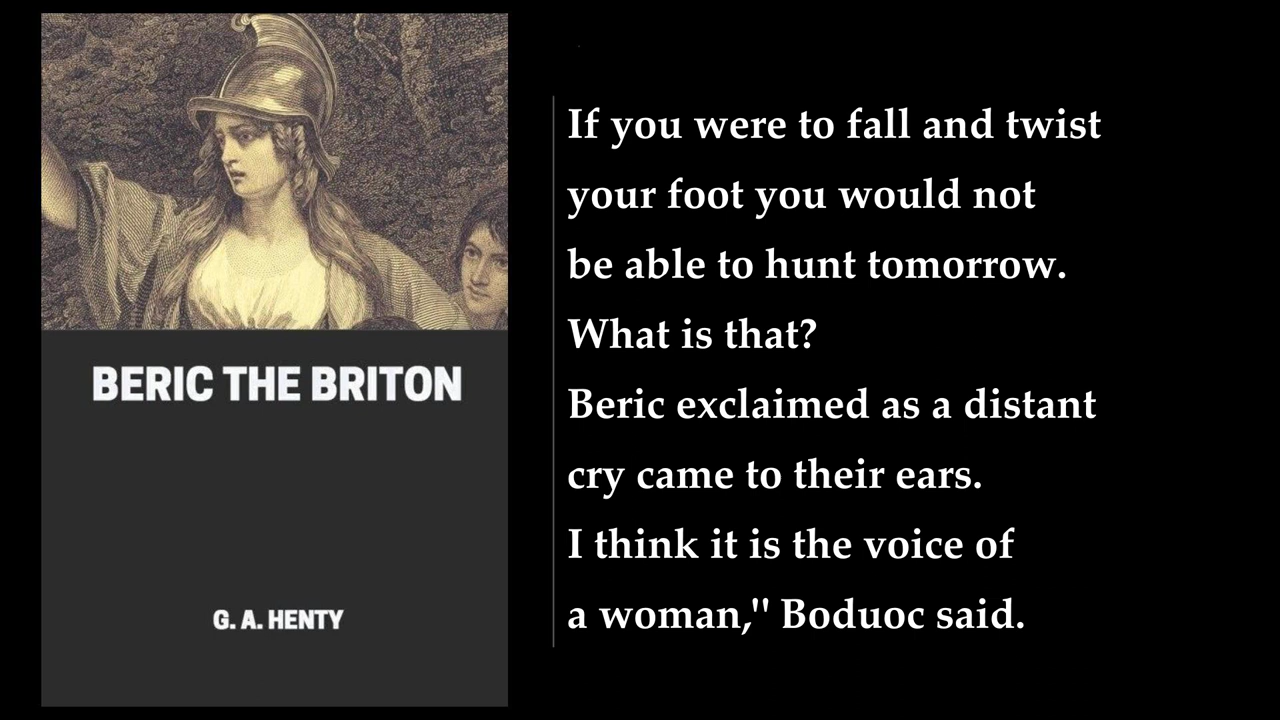 BERIC THE BRITON
G. A. HENTY
If you were to fall and twist
your foot you would not
be able to hunt tomorrow.
What is that?
Beric exclaimed as a distant
cry came to their ears.
I think it is the voice of
a woman," Boduoc said.